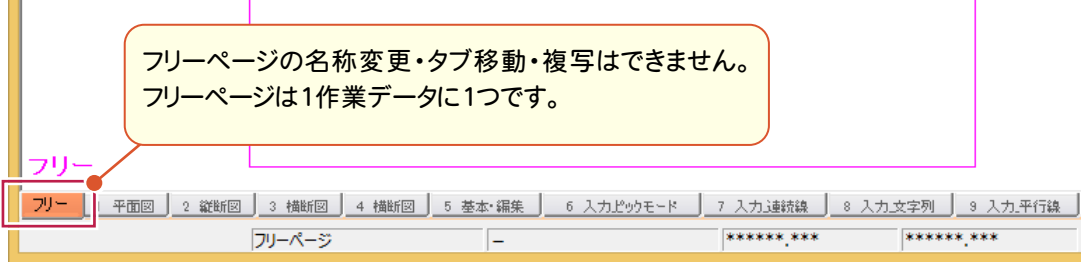 フリーページの名称変更・タブ移動・複写はできません。
フリーページは1作業データに1つです。
フリー
フリー 1 平面図 2 縦断図 3 横断図 4 横断図 5 基本・編集 6 入力ピックモード 7 入力_連続線 8 入力_文字列 9 入力_平行線
フリーページ − ******.*** ******.***